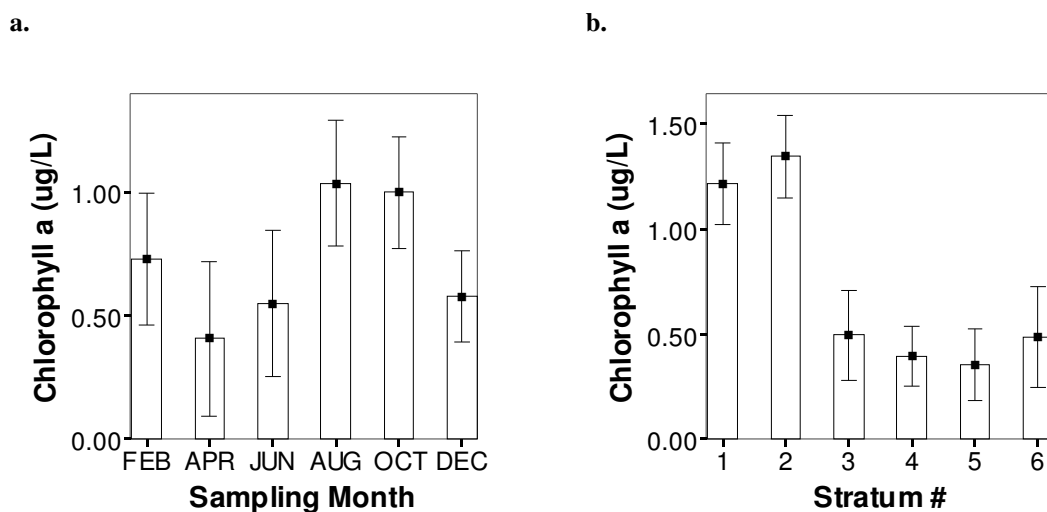 a.
b.
Chlorophyll a (ug/L)
1.00
0.50
0.00
FEB APR JUN AUG OCT DEC
Sampling Month
Chlorophyll a (ug/L)
1.50
1.00
0.50
0.00
1 2 3 4 5 6
Stratum #